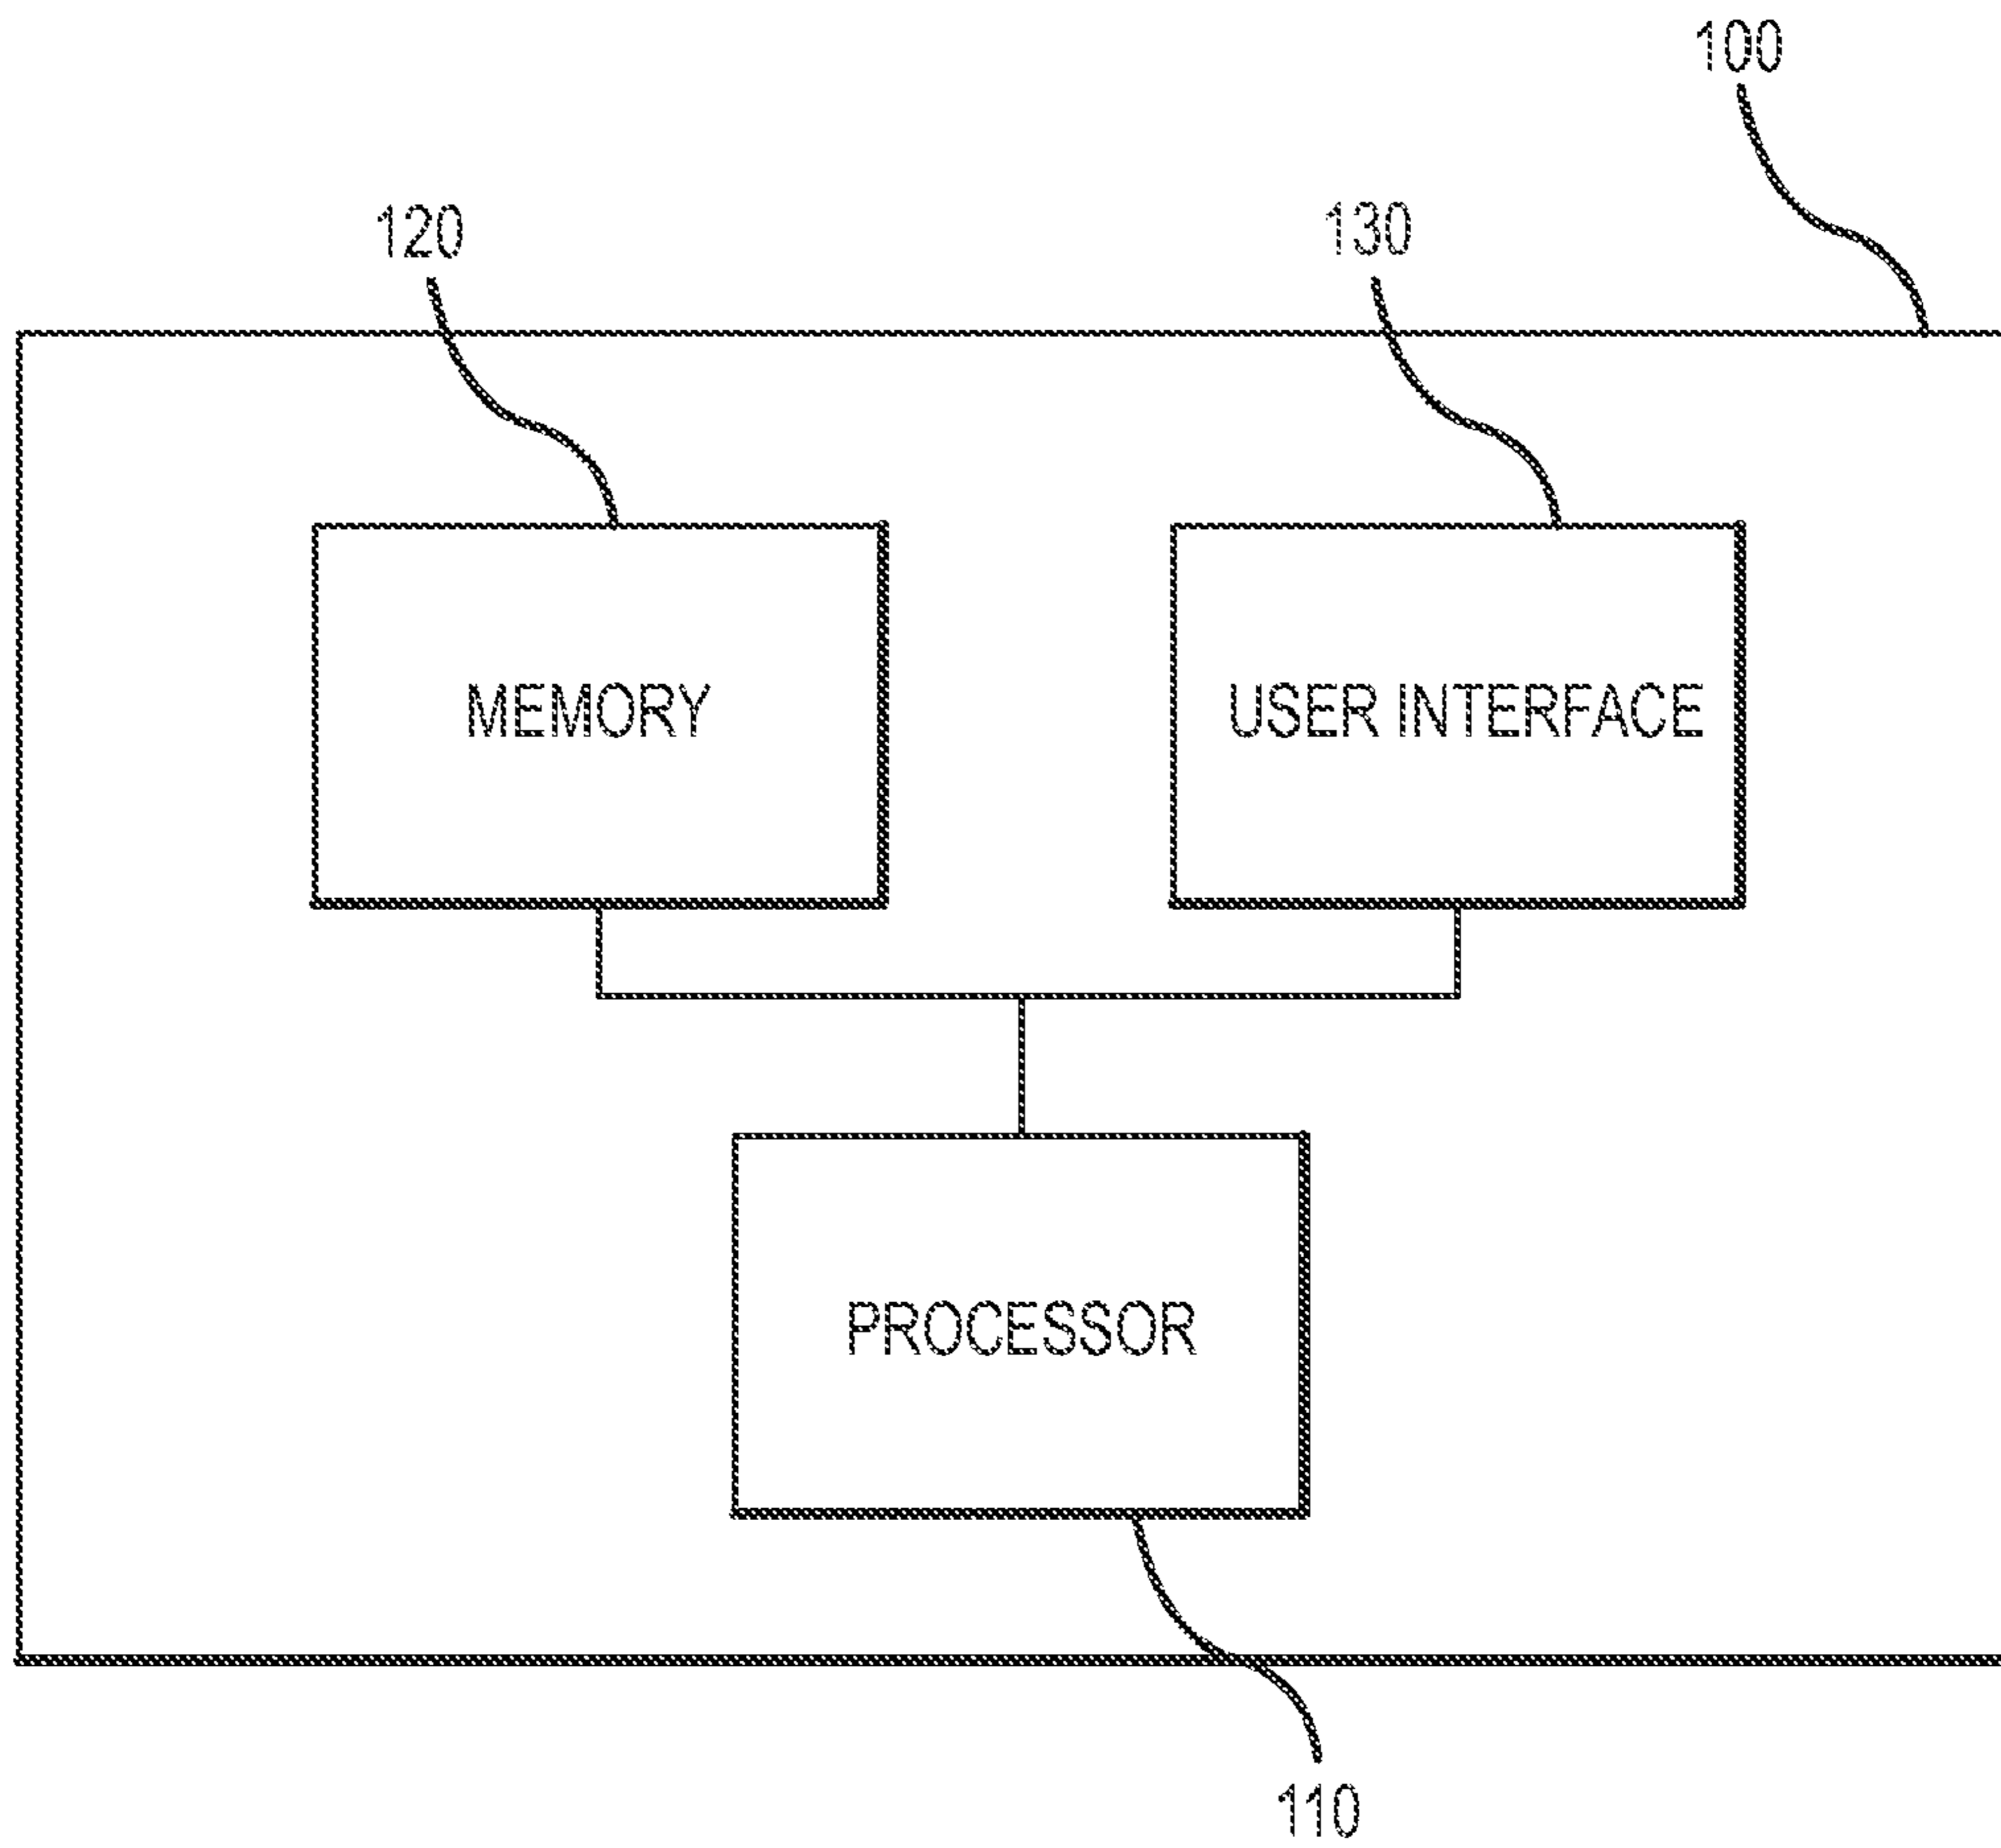 100
120
130
MEMORY
USER INTERFACE
PROCESSOR
110